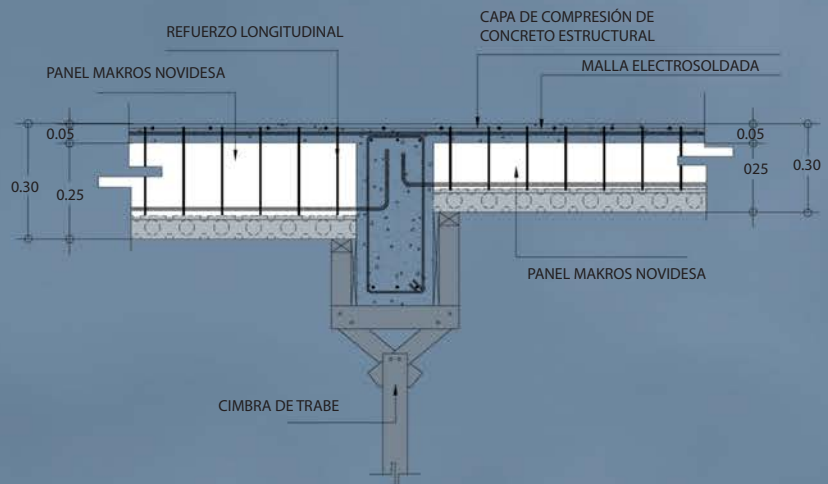 REFUERZO LONGITUDINAL
CAPA DE COMPRESIÓN DE
CONCRETO ESTRUCTURAL
PANEL MAKROS NOVIDESA
MALLA ELECTROSOLDADA
0.05
0.30
0.25
0.05
025
0.30
PANEL MAKROS NOVIDESA
CIMBRA DE TRABE